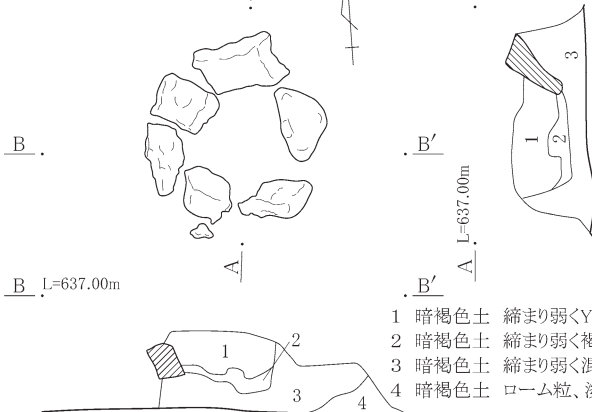 3
1
2
B
B′
A L=637.00m
A
B L=637.00m
B′
1
2
3
4
1 暗褐色土 締まり弱くY
2 暗褐色土 締まり弱く褐
3 暗褐色土 締まり弱く
4 暗褐色土 ローム粒、